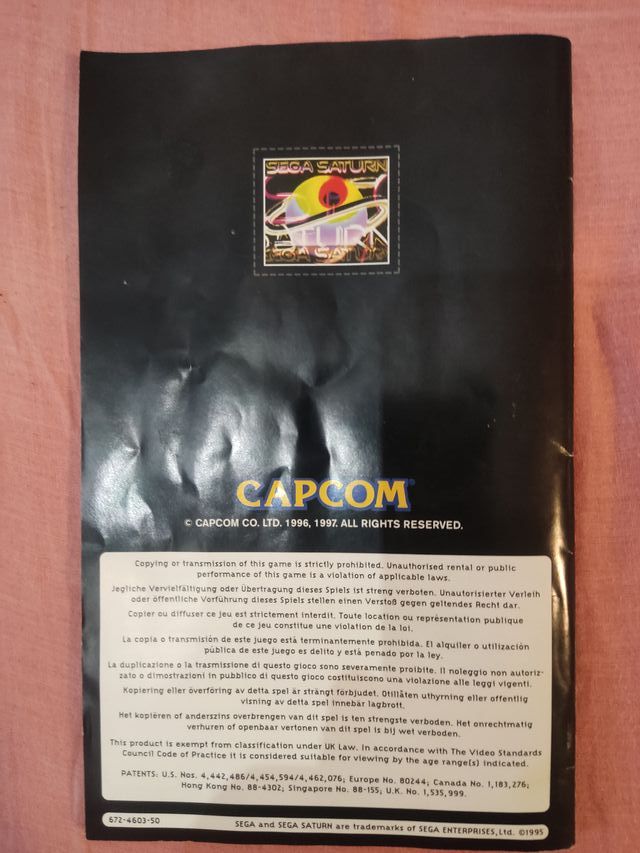 SEGA SATURN
SATURN
SEGA SATURN
CAPCOM
© CAPCOM CO. LTD. 1996, 1997. ALL RIGHTS RESERVED.
Copying or transmission of this game is strictly prohibited. Unauthorised rental or public
performance of this game is a violation of applicable laws.
Jegliche Vervielfältigung oder Übertragung dieses Spiels ist streng verboten. Unautorisierter Verleih
oder öffentliche Vorführung dieses Spiels stellen einen Verstoß gegen geltendes Recht dar.
Copier ou diffuser ce jeu est strictement interdit. Toute location ou représentation publique
de ce jeu constitue une violation de la loi.
La copia o transmisión de este juego está terminantemente prohibida. El alquiler o utilización
pública de este juego es delito y está penado por la ley.
La duplicazione o la trasmissione di questo gioco sono severamente proibite. Il noleggio non autoriz-
zato o dimostrazioni in pubblico di questo gioco costituiscono una violazione alle leggi vigenti.
Kopiering eller överföring av detta spel är strängt förbjudet. Otillåten uthyrning eller offentlig
visning av detta spel innebär lagbrott.
Het kopiëren of anderszins overbrengen van dit spel is ten strengste verboden. Het onrechtmatig
verhuren of openbaar vertonen van dit spel is bij wet verboden.
This product is exempt from classification under UK Law. In accordance with The Video Standards
Council Code of Practice it is considered suitable for viewing by the age range(s) indicated.
PATENTS: U.S. Nos. 4,442,486/4,454,594/4,462,076; Europe No. 80244; Canada No. 1,183,276;
Hong Kong No. 88-4302; Singapore No. 88-155; U.K. No. 1,535,999.
672-4603-50
SEGA and SEGA SATURN are trademarks of SEGA ENTERPRISES, Ltd. ©1995